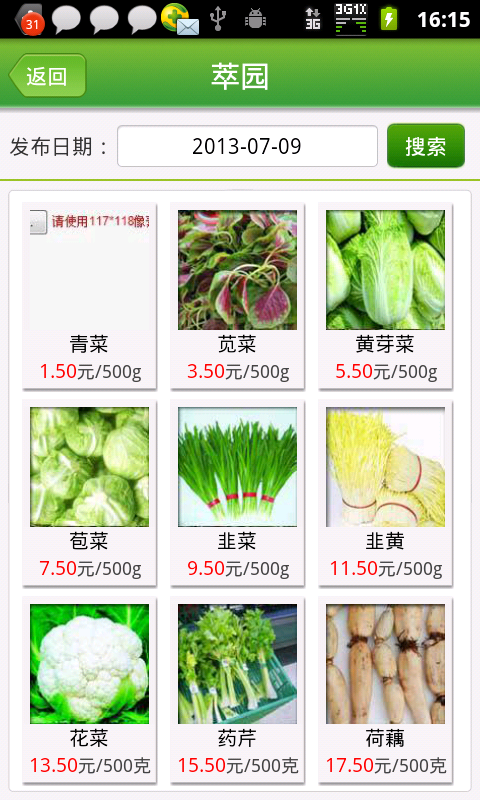 31
3G
3G1X
16:15
返回
萃园
发布日期：
2013-07-09
搜索
请使用117*118像
青菜
苋菜
黄芽菜
1.50元/500g
3.50元/500g
5.50元/500g
苞菜
韭菜
韭黄
7.50元/500g
9.50元/500g
11.50元/500g
花菜
药芹
荷藕
13.50元/500克
15.50元/500克
17.50元/500克